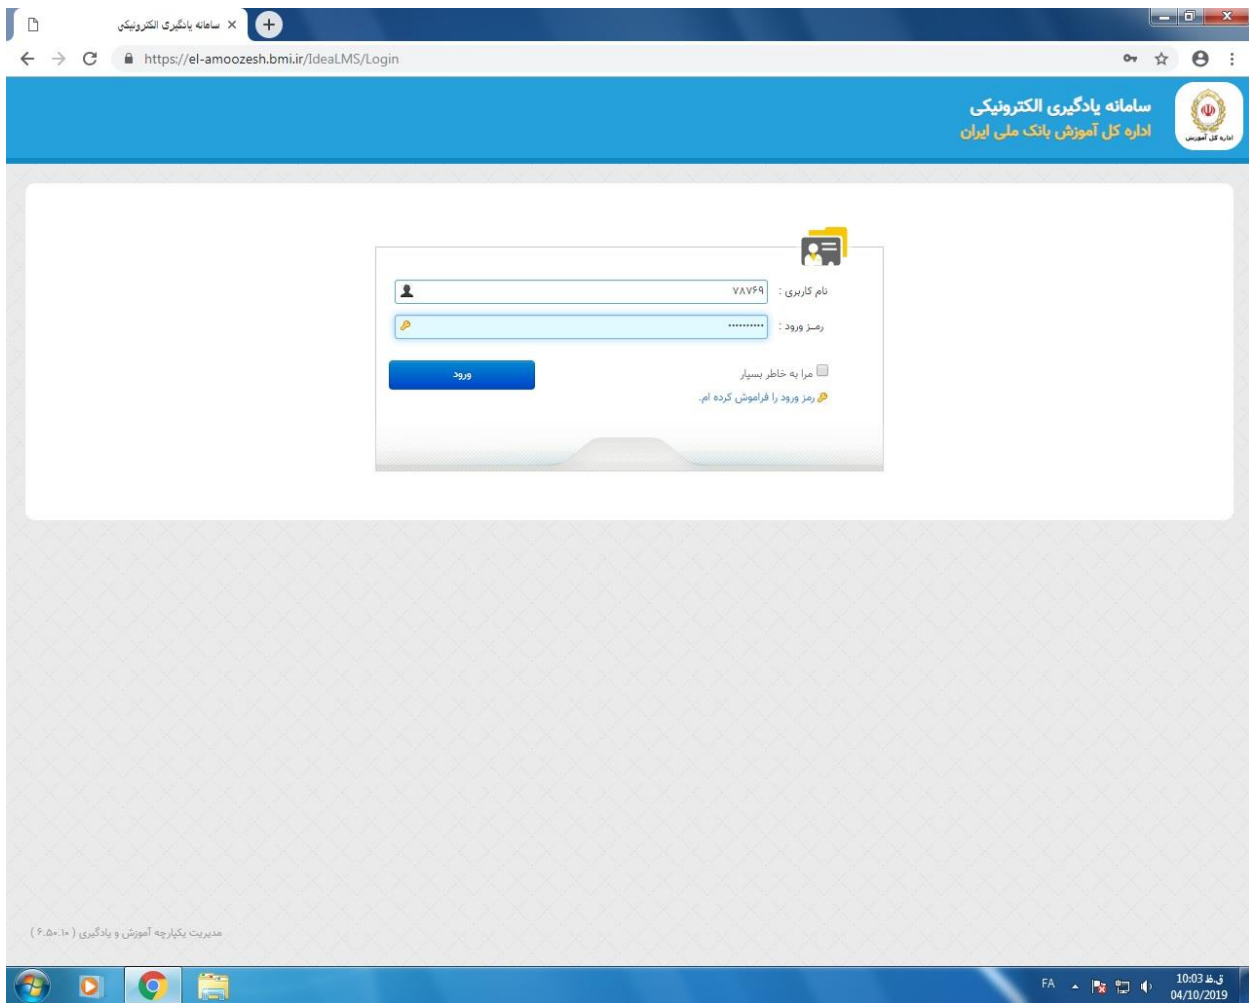 سامانه یادگیری الکترونیکی
https://el-amoozesh.bmi.ir/IdeaLMS/Login
سامانه یادگیری الکترونیکی
اداره کل آموزش بانک ملی ایران
اداره کل آموزش
نام کاربری : ۷۸۷۶۹
رمـز ورود : ••••••••••
مرا به خاطر بسپار
ورود
رمز ورود را فراموش کرده ام.
مدیریت یکپارچه آموزش و یادگیری ( ۶.۵۰.۱۰ )
FA
10:03 ق.ظ
04/10/2019